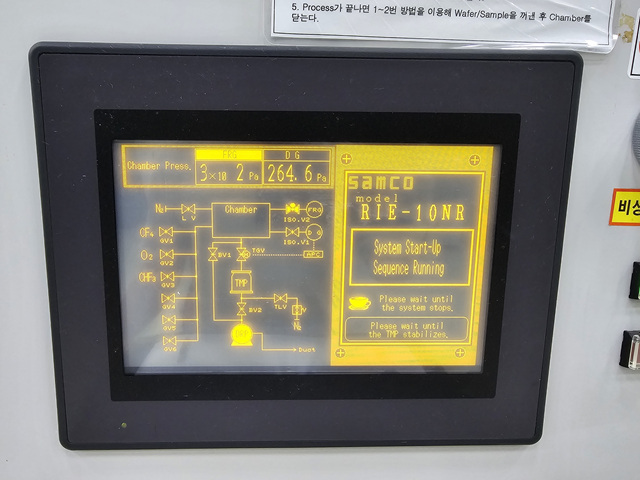 5. Process가 끝나면 1~2번 방법을 이용해 Wafer/Sample을 꺼낸 후 Chamber를
닫는다.
비상
Chamber Press.
FRG
3×10 2 Pa
DG
264.6 Pa
N₂
LV
Chamber
ISO.V2
FRG
CF₄
GV1
ISO.V1
DG
O₂
GV2
BV1
TGV
APC
CHF₃
GV3
TMP
GV4
BV2
TLV
GV5
N₂
GV6
Duct
samco
model
RIE-10NR
System Start-Up
Sequence Running
Please wait until
the system stops.
Please wait until
the TMP stabilizes.